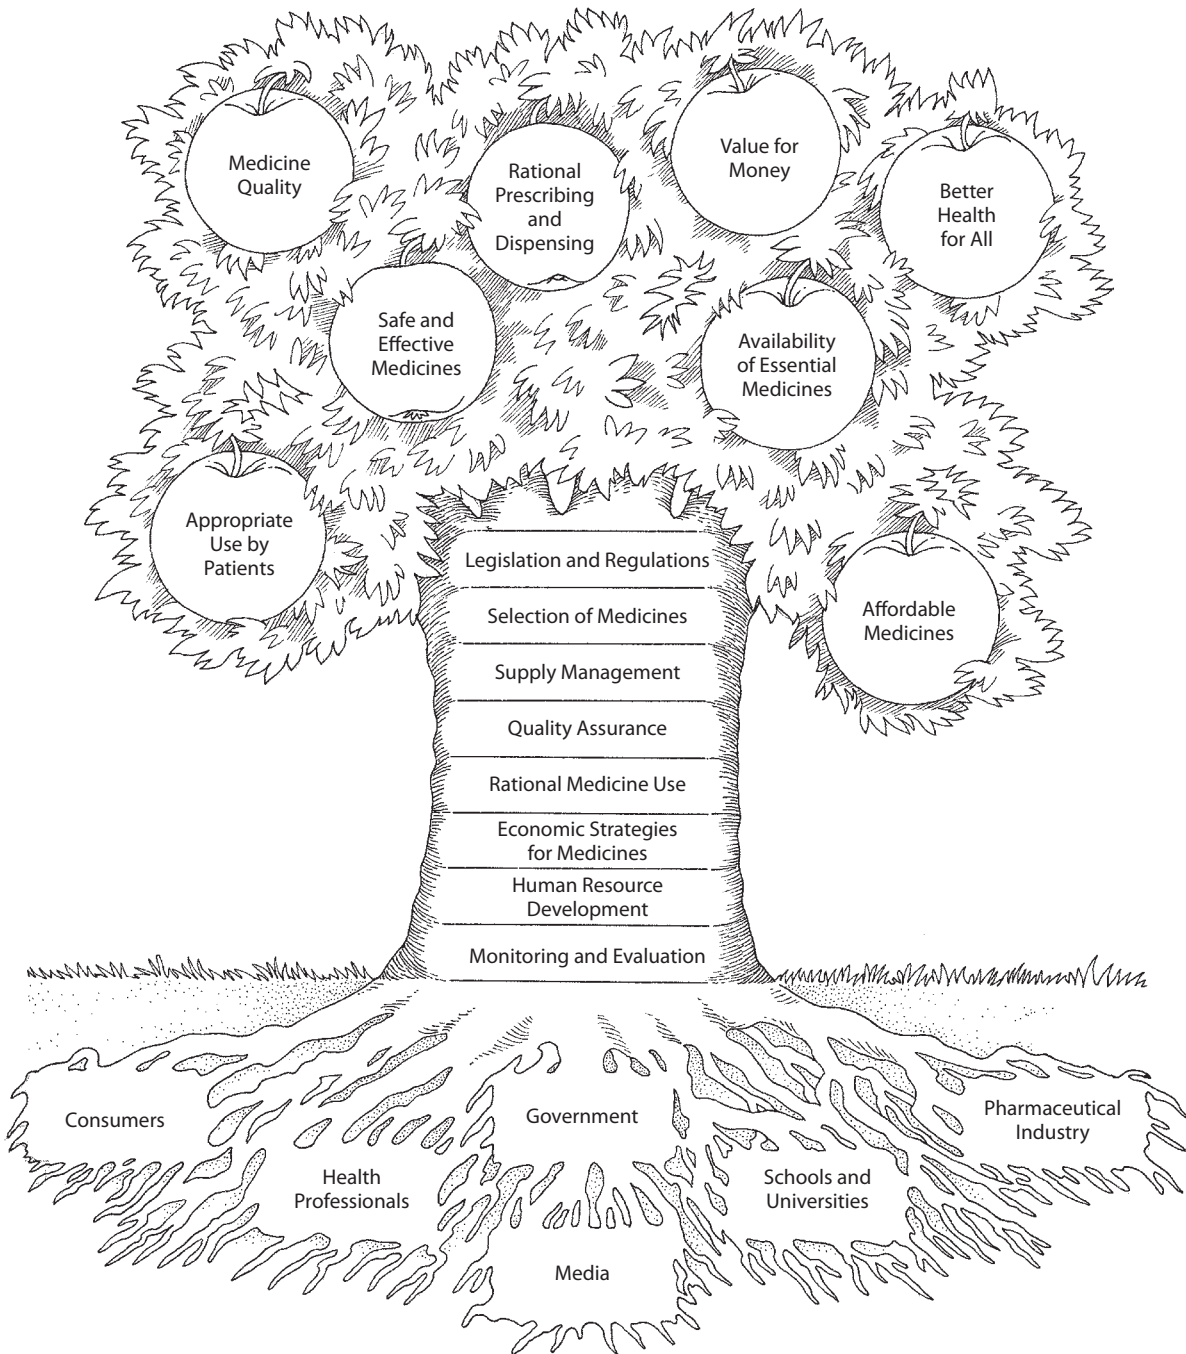 Medicine
Quality
Rational
Prescribing
and
Dispensing
Value for
Money
Better
Health
for All
Safe and
Effective
Medicines
Availability
of Essential
Medicines
Appropriate
Use by
Patients
Affordable
Medicines
Legislation and Regulations
Selection of Medicines
Supply Management
Quality Assurance
Rational Medicine Use
Economic Strategies
for Medicines
Human Resource
Development
Monitoring and Evaluation
Consumers
Government
Pharmaceutical
Industry
Health
Professionals
Schools and
Universities
Media